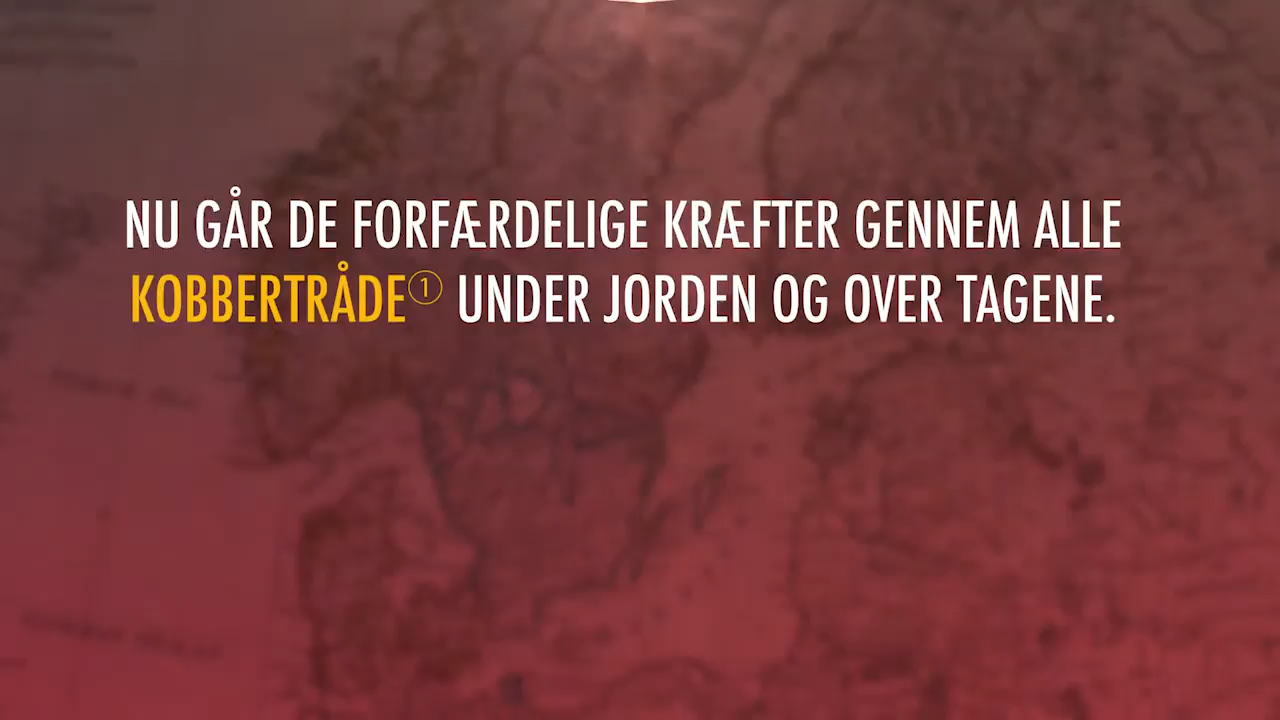 NU GÅR DE FORFÆRDELIGE KRÆFTER GENNEM ALLE
KOBBERTRÅDE① UNDER JORDEN OG OVER TAGENE.